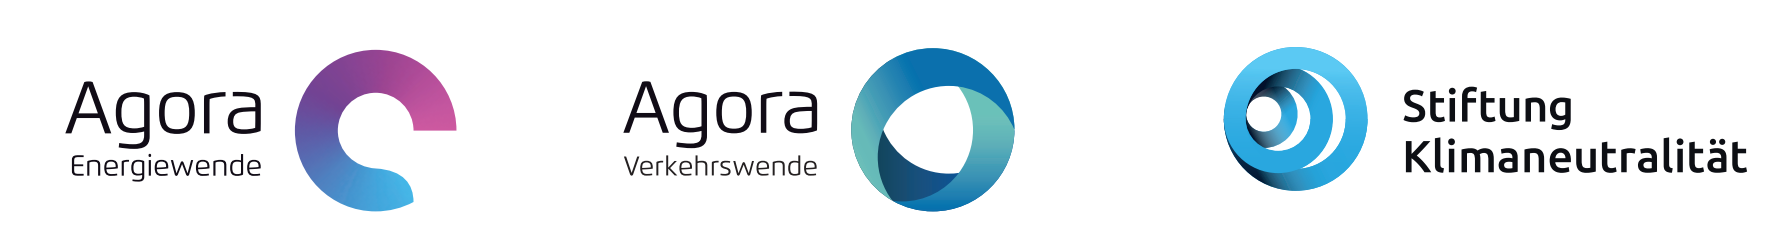 Agora
Energiewende
Agora
Verkehrswende
Stiftung
Klimaneutralität